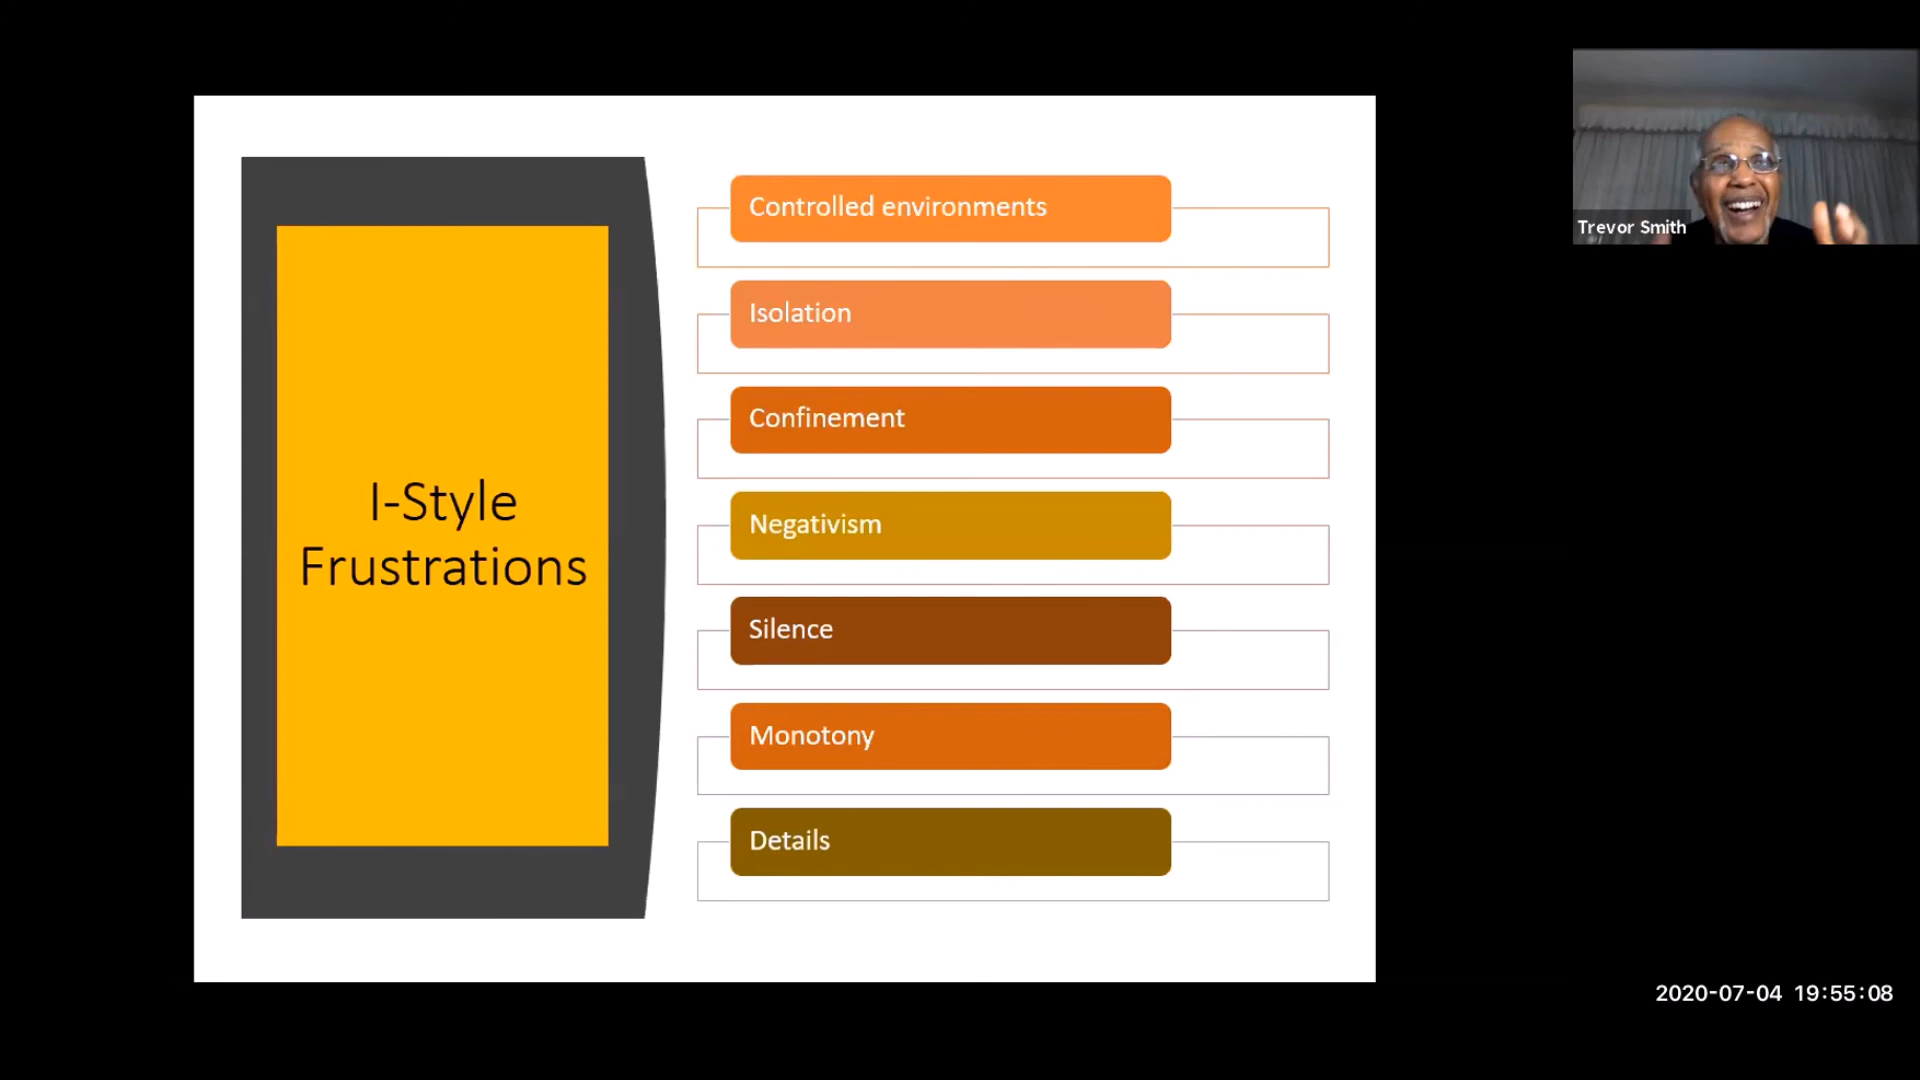 I-Style
Frustrations
Controlled environments
Isolation
Confinement
Negativism
Silence
Monotony
Details
Trevor Smith
2020-07-04 19:55:08